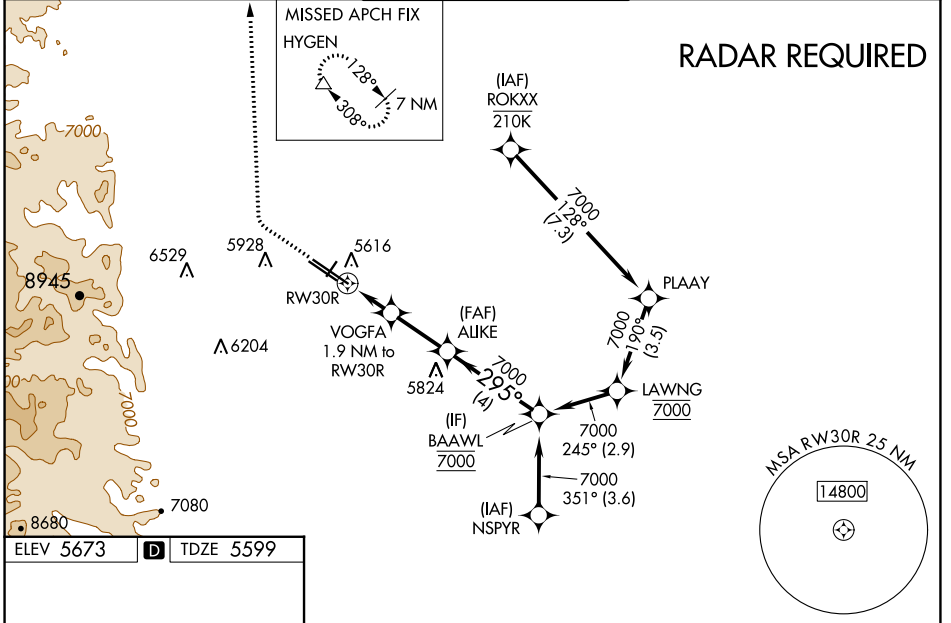 MISSED APCH FIX
HYGEN
128°
308°
7 NM
RADAR REQUIRED
(IAF)
ROKXX
210K
7000
128°
(7.3)
PLAAY
7000
190°
(3.5)
LAWNG
7000
7000
245° (2.9)
7000
351° (3.6)
(IAF)
NSPYR
(IF)
BAAWL
7000
7000
295°
(4)
(FAF)
ALIKE
5824
VOGFA
1.9 NM to
RW30R
RW30R
5616
5928
6529
6204
8945
7000
7000
7080
8680
MSA RW30R 25 NM
14800
ELEV 5673
D
TDZE 5599